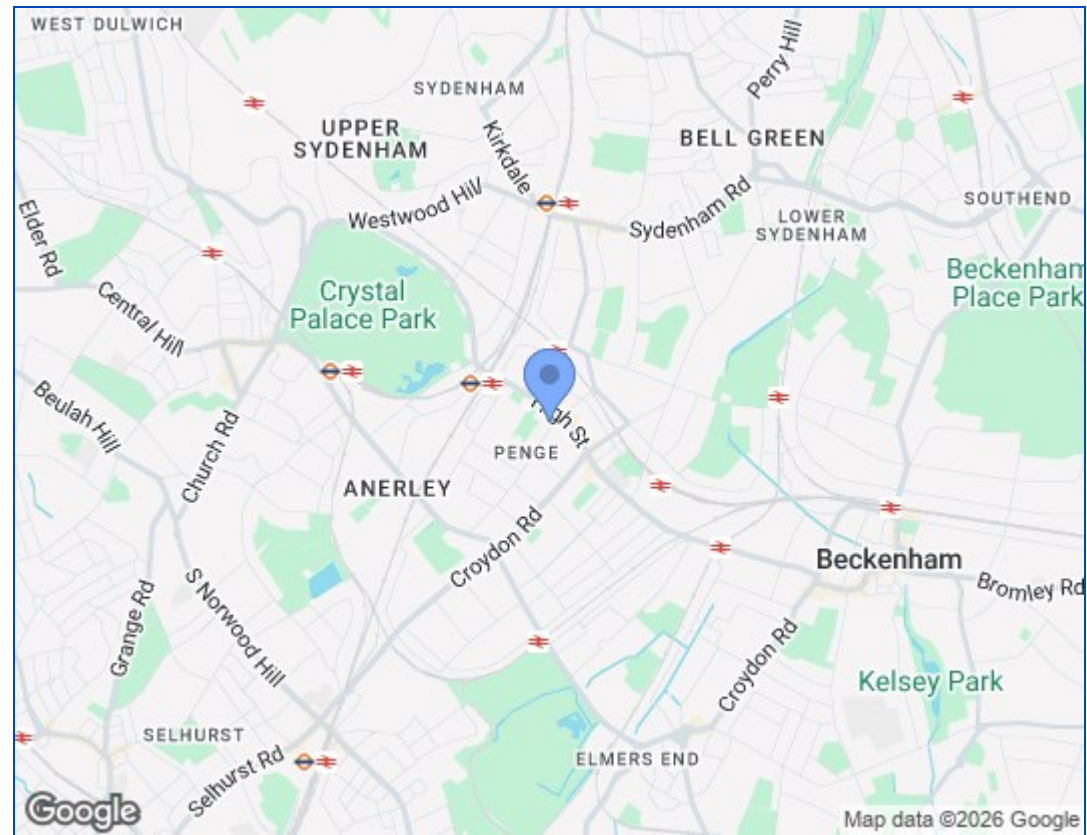 WEST DULWICH
SYDENHAM
Perry Hill
UPPER
SYDENHAM
Kirkdale
BELL GREEN
Elder Rd
Westwood Hill
Sydenham Rd
SOUTHEND
LOWER
SYDENHAM
Crystal
Palace Park
Beckenham
Place Park
Central Hill
Beulah Hill
Church Rd
High St
PENGE
ANERLEY
Croydon Rd
Beckenham
Bromley Rd
Grange Rd
S Norwood Hill
Croydon Rd
Kelsey Park
SELHURST
Selhurst Rd
ELMERS END
Google
Map data ©2026 Google